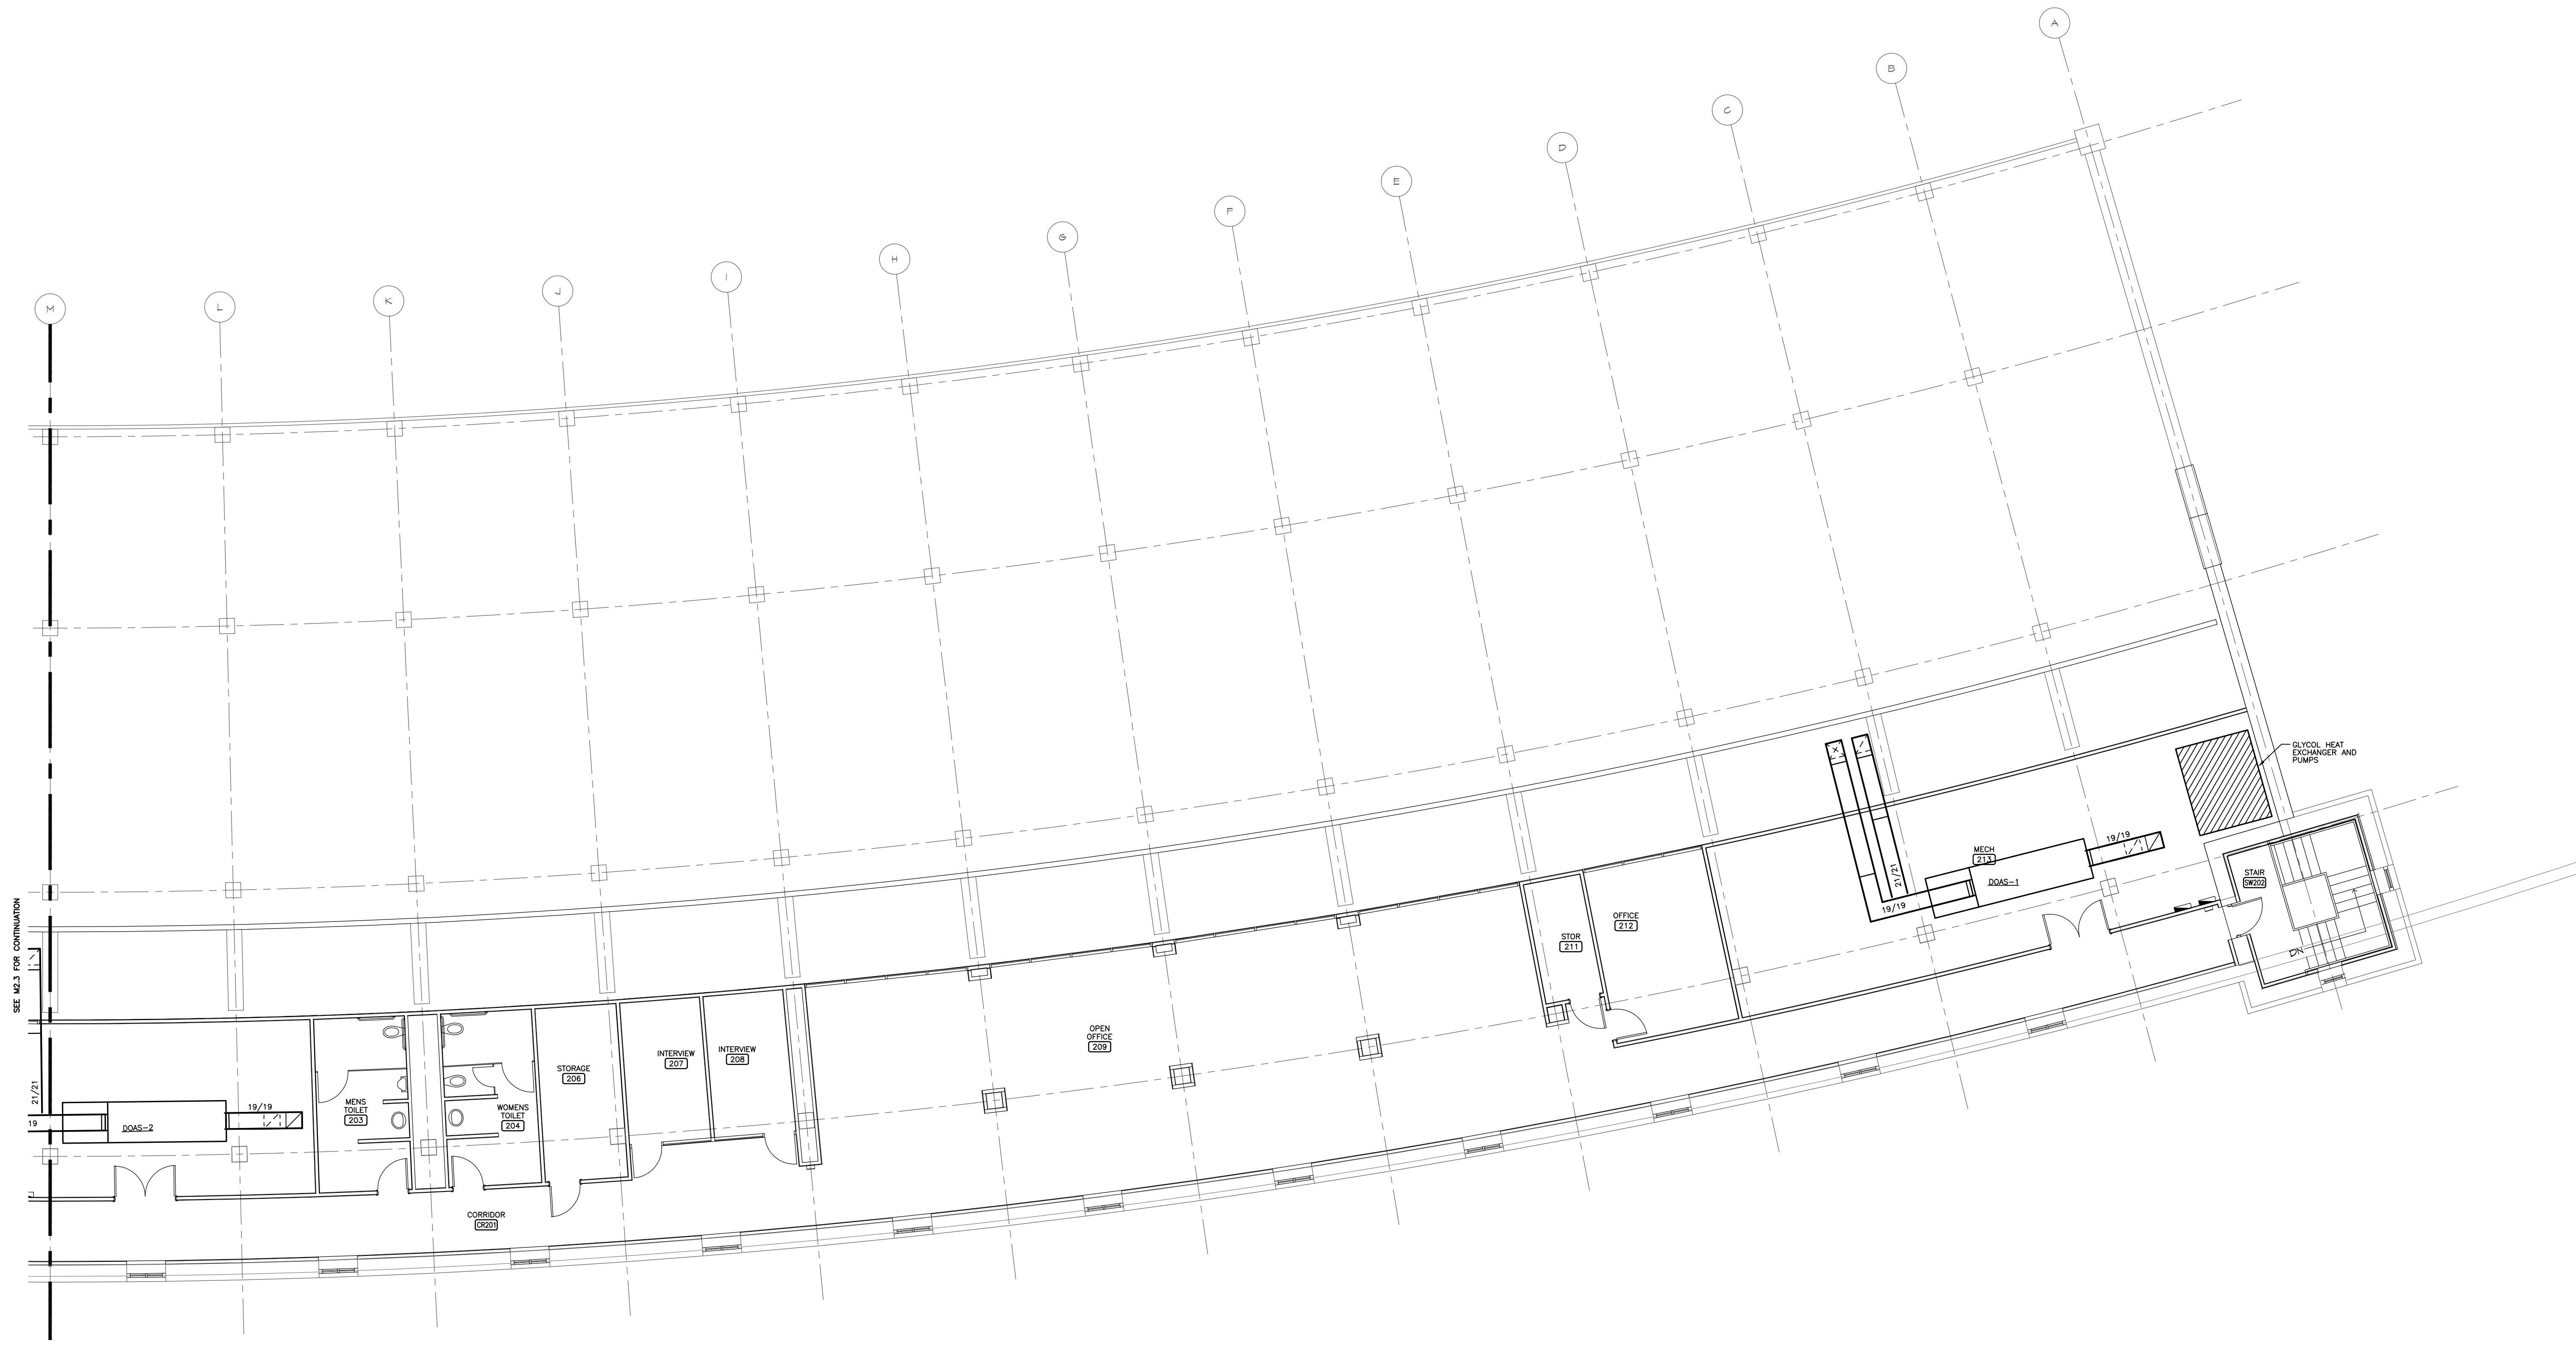 A
B
C
D
E
F
G
H
I
J
K
L
M
SEE M2.3 FOR CONTINUATION
GLYCOL HEAT
EXCHANGER AND
PUMPS
MECH
213
DOAS-1
19/19
19/19
21/21
STAIR
SW202
DN
OFFICE
212
STOR
211
OPEN
OFFICE
209
INTERVIEW
208
INTERVIEW
207
STORAGE
206
WOMENS
TOILET
204
MENS
TOILET
203
19/19
DOAS-2
21/21
19
CORRIDOR
CR201